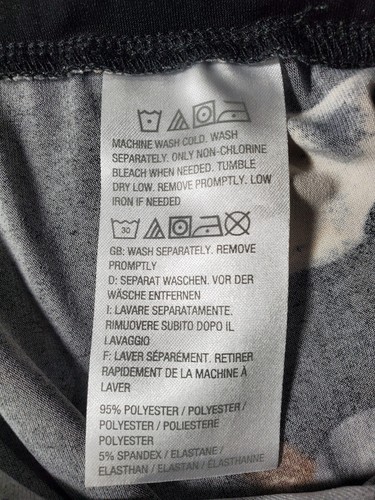 MACHINE WASH COLD. WASH
SEPARATELY. ONLY NON-CHLORINE
BLEACH WHEN NEEDED. TUMBLE
DRY LOW. REMOVE PROMPTLY. LOW
IRON IF NEEDED
30
GB: WASH SEPARATELY. REMOVE
PROMPTLY
D: SEPARAT WASCHEN. VOR DER
WÄSCHE ENTFERNEN
I: LAVARE SEPARATAMENTE.
RIMUOVERE SUBITO DOPO IL
LAVAGGIO
F: LAVER SÉPARÉMENT. RETIRER
RAPIDEMENT DE LA MACHINE À
LAVER
95% POLYESTER / POLYESTER /
POLYESTER / POLIESTERE
POLYESTER
5% SPANDEX / ELASTANE /
ELASTHAN / ELASTAN / ÉLASTHANNE